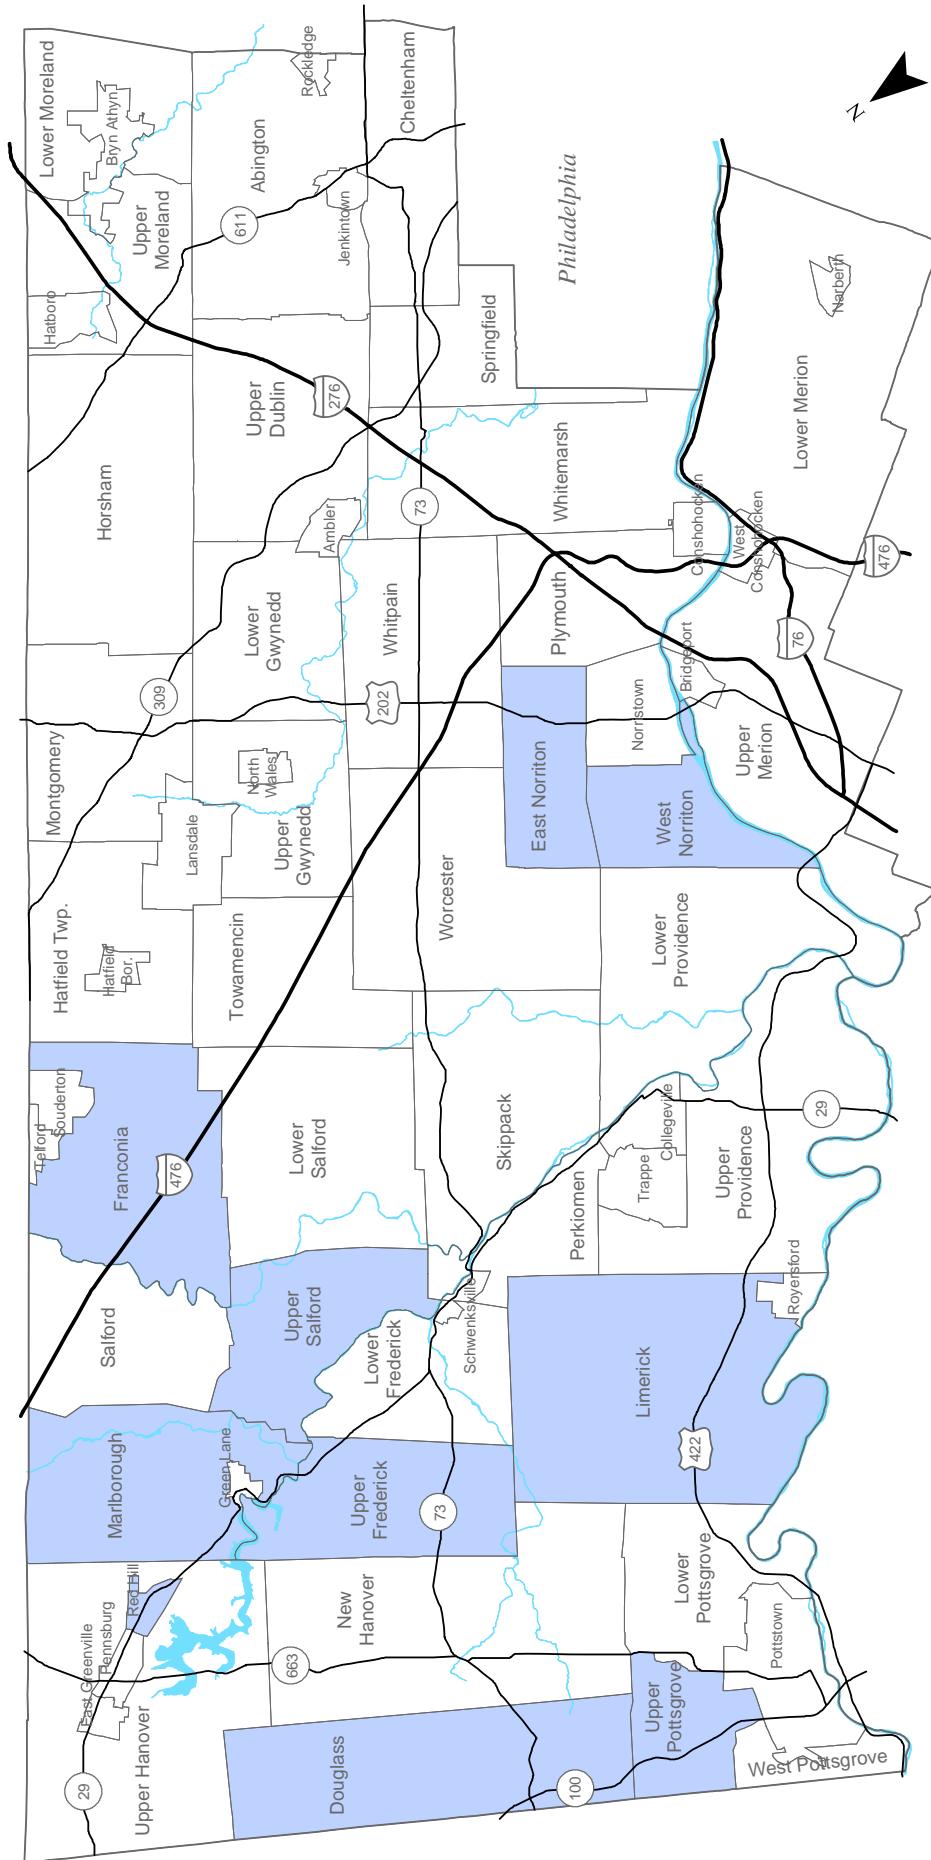 Lower Moreland
Bryn Athyn
Rockledge
Cheltenham
Abington
Upper
Moreland
611
Jenkintown
Hatboro
Philadelphia
N
Narberth
Springfield
Upper
Dublin
276
Lower Merion
Horsham
Whitemarsh
73
Ambler
Conshohocken
West
Conshohocken
476
Lower
Gwynedd
Whitpain
Plymouth
76
Bridgeport
309
202
Norristown
Upper
Merion
Montgomery
North
Wales
East Norriton
West
Norriton
Lansdale
Upper
Gwynedd
Worcester
Hatfield Twp.
Hatfield
Bor.
Towamencin
Lower
Providence
Telford
Souderton
Franconia
476
Lower
Salford
Skippack
Collegeville
29
Trappe
Upper
Providence
Perkiomen
Royersford
Salford
Upper
Salford
Lower
Frederick
Schwenksville
Limerick
422
Marlborough
Green Lane
Upper
Frederick
73
Red Hill
Pennsburg
East Greenville
New
Hanover
663
Lower
Pottsgrove
Pottstown
Upper
Pottsgrove
West Pottsgrove
Upper Hanover
29
Douglass
100